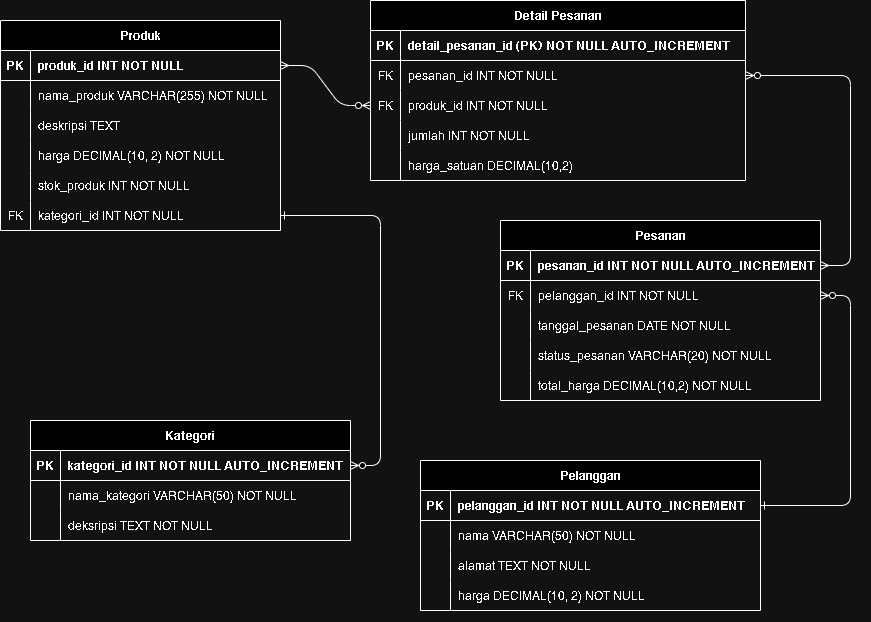 Produk
PK produk_id INT NOT NULL
nama_produk VARCHAR(255) NOT NULL
deskripsi TEXT
harga DECIMAL(10, 2) NOT NULL
stok_produk INT NOT NULL
FK kategori_id INT NOT NULL
Detail Pesanan
PK detail_pesanan_id (PK) NOT NULL AUTO_INCREMENT
FK pesanan_id INT NOT NULL
FK produk_id INT NOT NULL
jumlah INT NOT NULL
harga_satuan DECIMAL(10,2)
Pesanan
PK pesanan_id INT NOT NULL AUTO_INCREMENT
FK pelanggan_id INT NOT NULL
tanggal_pesanan DATE NOT NULL
status_pesanan VARCHAR(20) NOT NULL
total_harga DECIMAL(10,2) NOT NULL
Kategori
PK kategori_id INT NOT NULL AUTO_INCREMENT
nama_kategori VARCHAR(50) NOT NULL
deksripsi TEXT NOT NULL
Pelanggan
PK pelanggan_id INT NOT NULL AUTO_INCREMENT
nama VARCHAR(50) NOT NULL
alamat TEXT NOT NULL
harga DECIMAL(10, 2) NOT NULL